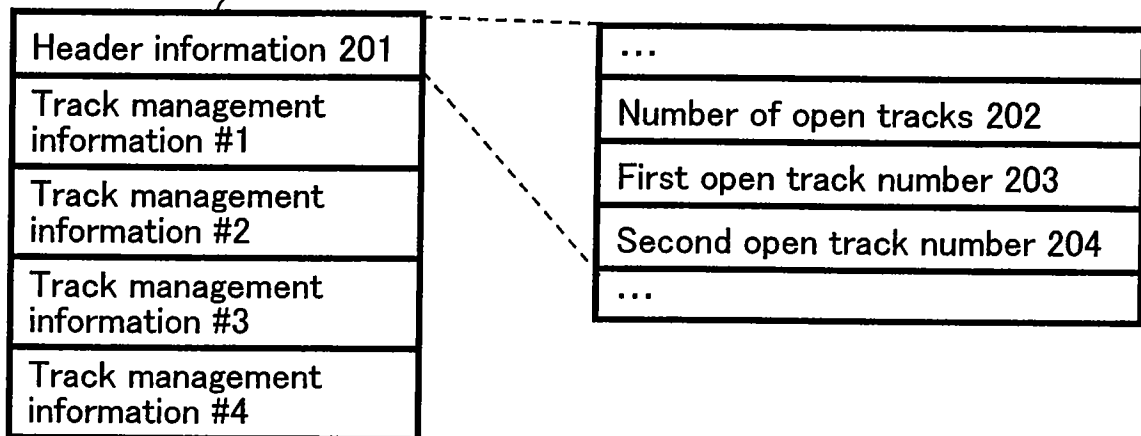 Header information 201
Track management
information #1
Track management
information #2
Track management
information #3
Track management
information #4
...
Number of open tracks 202
First open track number 203
Second open track number 204
...